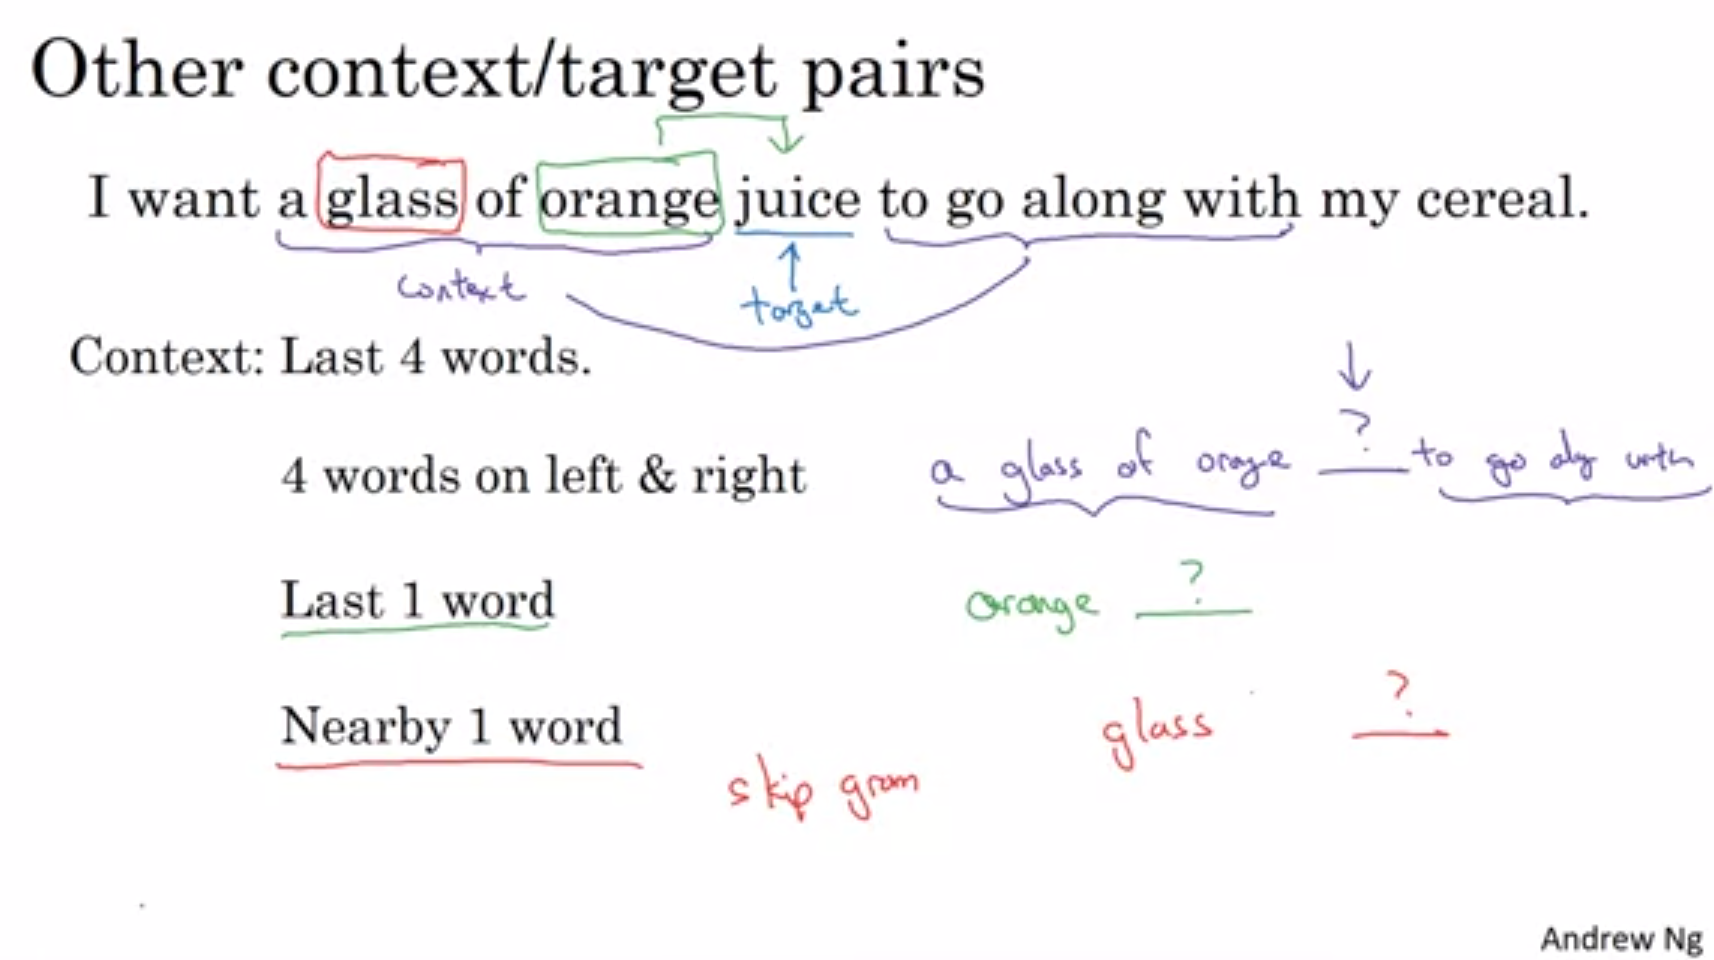 Other context/target pairs
I want a glass of orange juice to go along with my cereal.
context
target
Context: Last 4 words.
?
4 words on left & right
a glass of orange to go alg with
Last 1 word
orange ?
Nearby 1 word
glass ?
skip gram
Andrew Ng